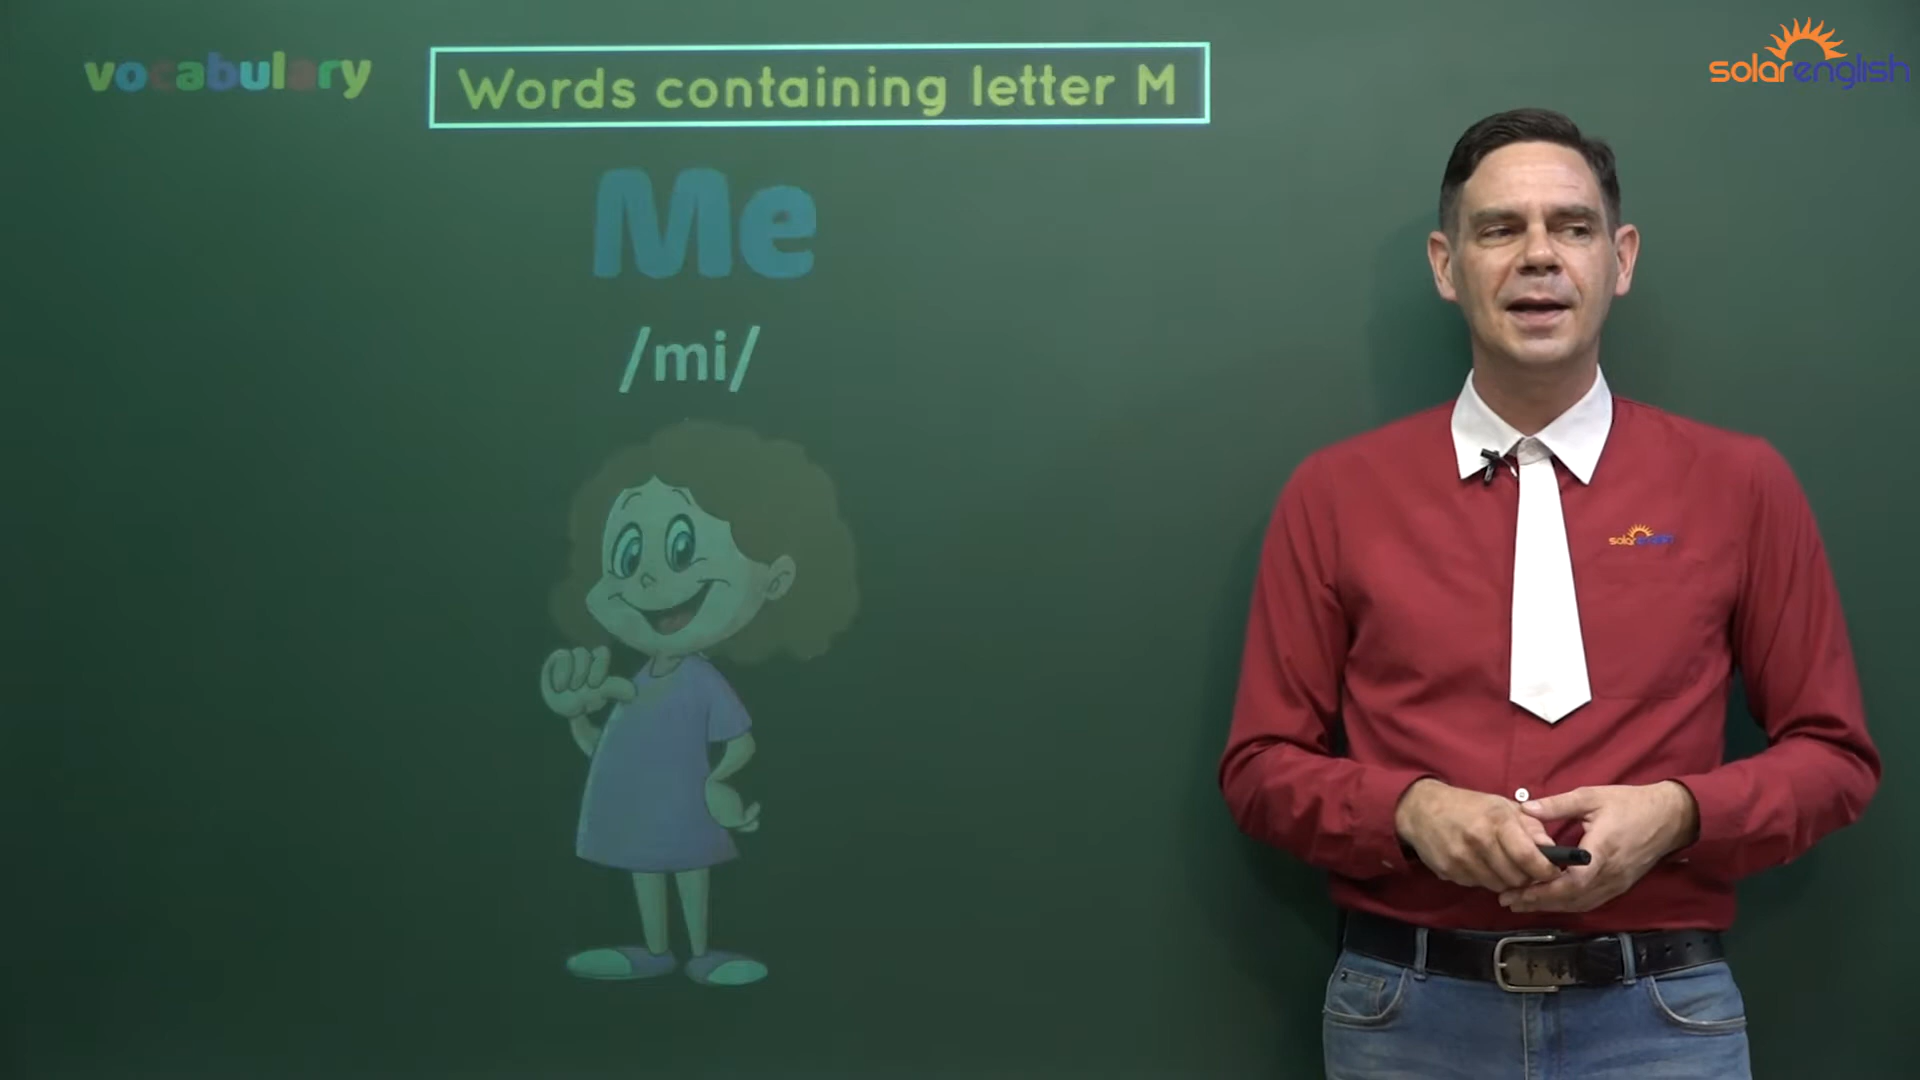 vocabulary
Words containing letter M
Me
/mi/
solarenglish
solarenglish